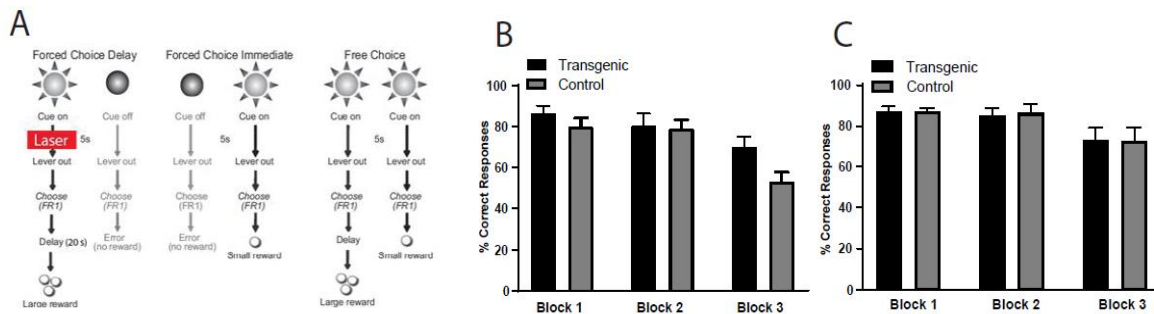 A
Forced Choice Delay
Forced Choice Immediate
Free Choice
Cue on
Cue off
Cue off
Cue on
Cue on
Cue on
Laser
5s
5s
5s
Lever out
Lever out
Lever out
Lever out
Lever out
Lever out
Choose
(FR1)
Choose
(FR1)
Choose
(FR1)
Choose
(FR1)
Choose
(FR1)
Choose
(FR1)
Delay (20 s)
Error
(no reward)
Error
(no reward)
Small reward
Delay
Small reward
Large reward
Large reward
B
Transgenic
Control
% Correct Responses
100
80
60
40
20
0
80
60
40
20
0
Block 1
Block 2
Block 3
C
Transgenic
Control
% Correct Responses
100
80
60
40
20
0
Block 1
Block 2
Block 3